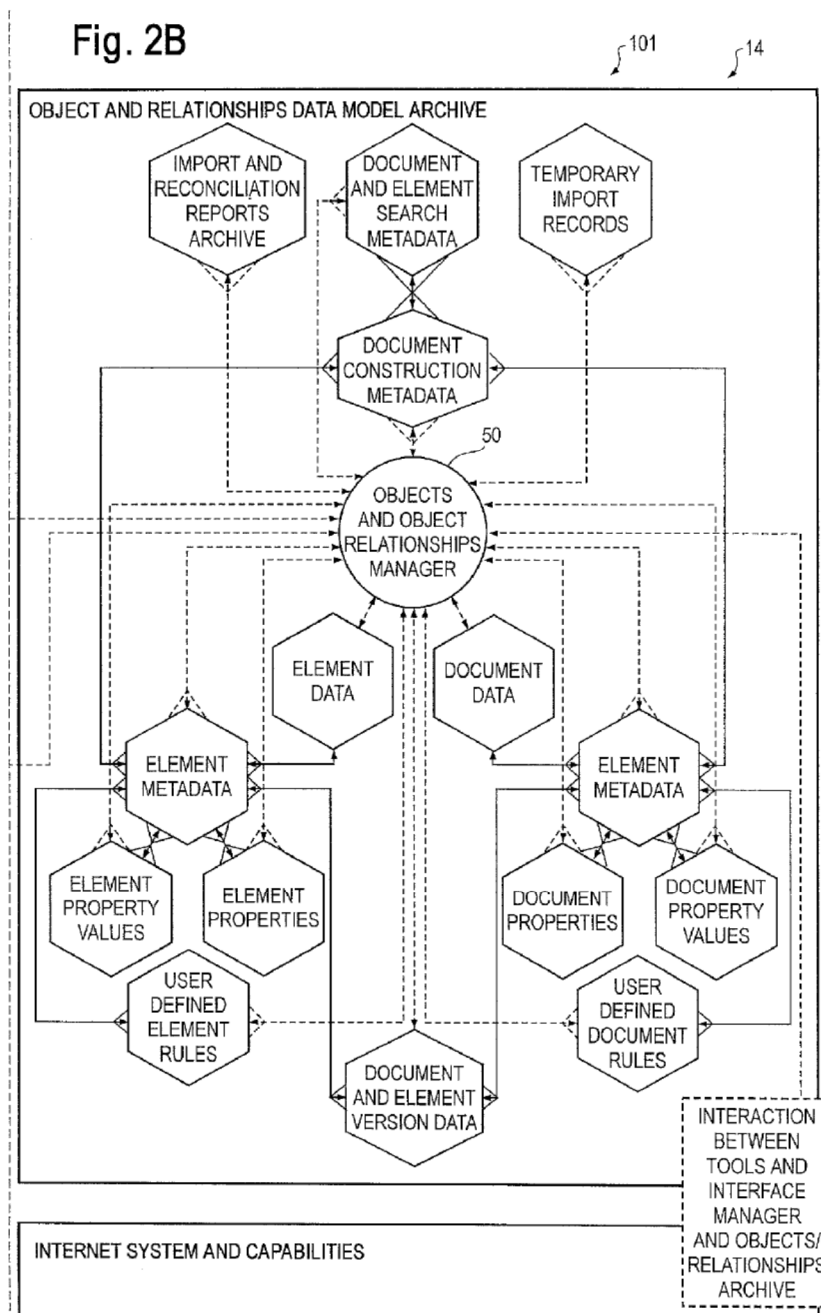 Fig. 2B
101
14
OBJECT AND RELATIONSHIPS DATA MODEL ARCHIVE
IMPORT AND
RECONCILIATION
REPORTS
ARCHIVE
DOCUMENT
AND ELEMENT
SEARCH
METADATA
TEMPORARY
IMPORT
RECORDS
DOCUMENT
CONSTRUCTION
METADATA
50
OBJECTS
AND OBJECT
RELATIONSHIPS
MANAGER
ELEMENT
DATA
DOCUMENT
DATA
ELEMENT
METADATA
ELEMENT
METADATA
ELEMENT
PROPERTY
VALUES
ELEMENT
PROPERTIES
DOCUMENT
PROPERTIES
DOCUMENT
PROPERTY
VALUES
USER
DEFINED
ELEMENT
RULES
USER
DEFINED
DOCUMENT
RULES
DOCUMENT
AND ELEMENT
VERSION DATA
INTERACTION
BETWEEN
TOOLS AND
INTERFACE
MANAGER
AND OBJECTS/
RELATIONSHIPS
ARCHIVE
INTERNET SYSTEM AND CAPABILITIES